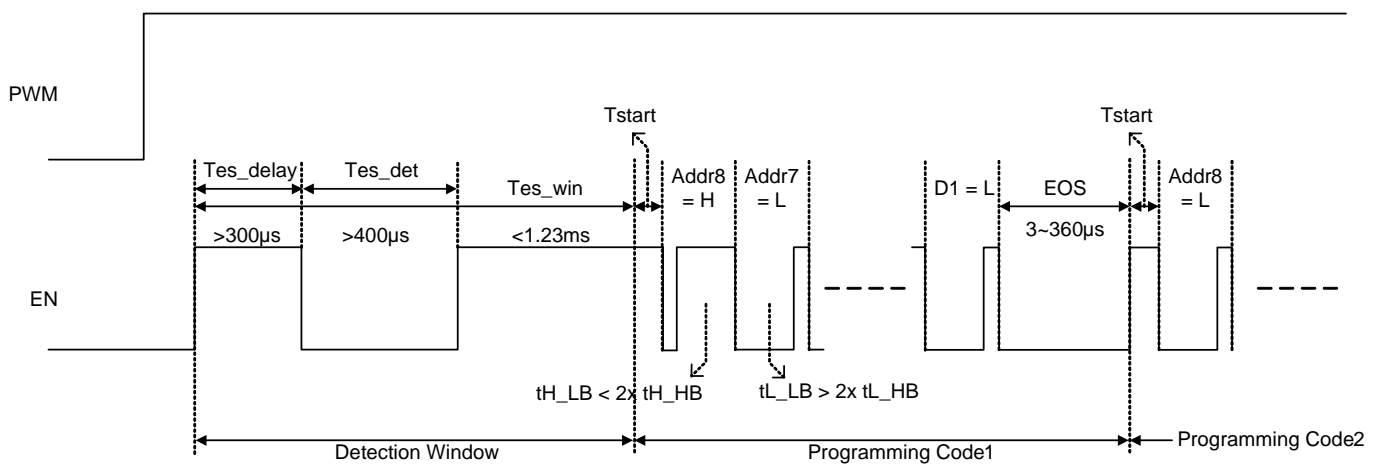 PWM
Tstart
Tstart
Tes_delay
Tes_det
Tes_win
Addr8
= H
Addr7
= L
D1 = L
EOS
Addr8
= L
>300µs
>400µs
<1.23ms
3~360µs
EN
tH_LB < 2x tH_HB
tL_LB > 2x tL_HB
Detection Window
Programming Code1
Programming Code2